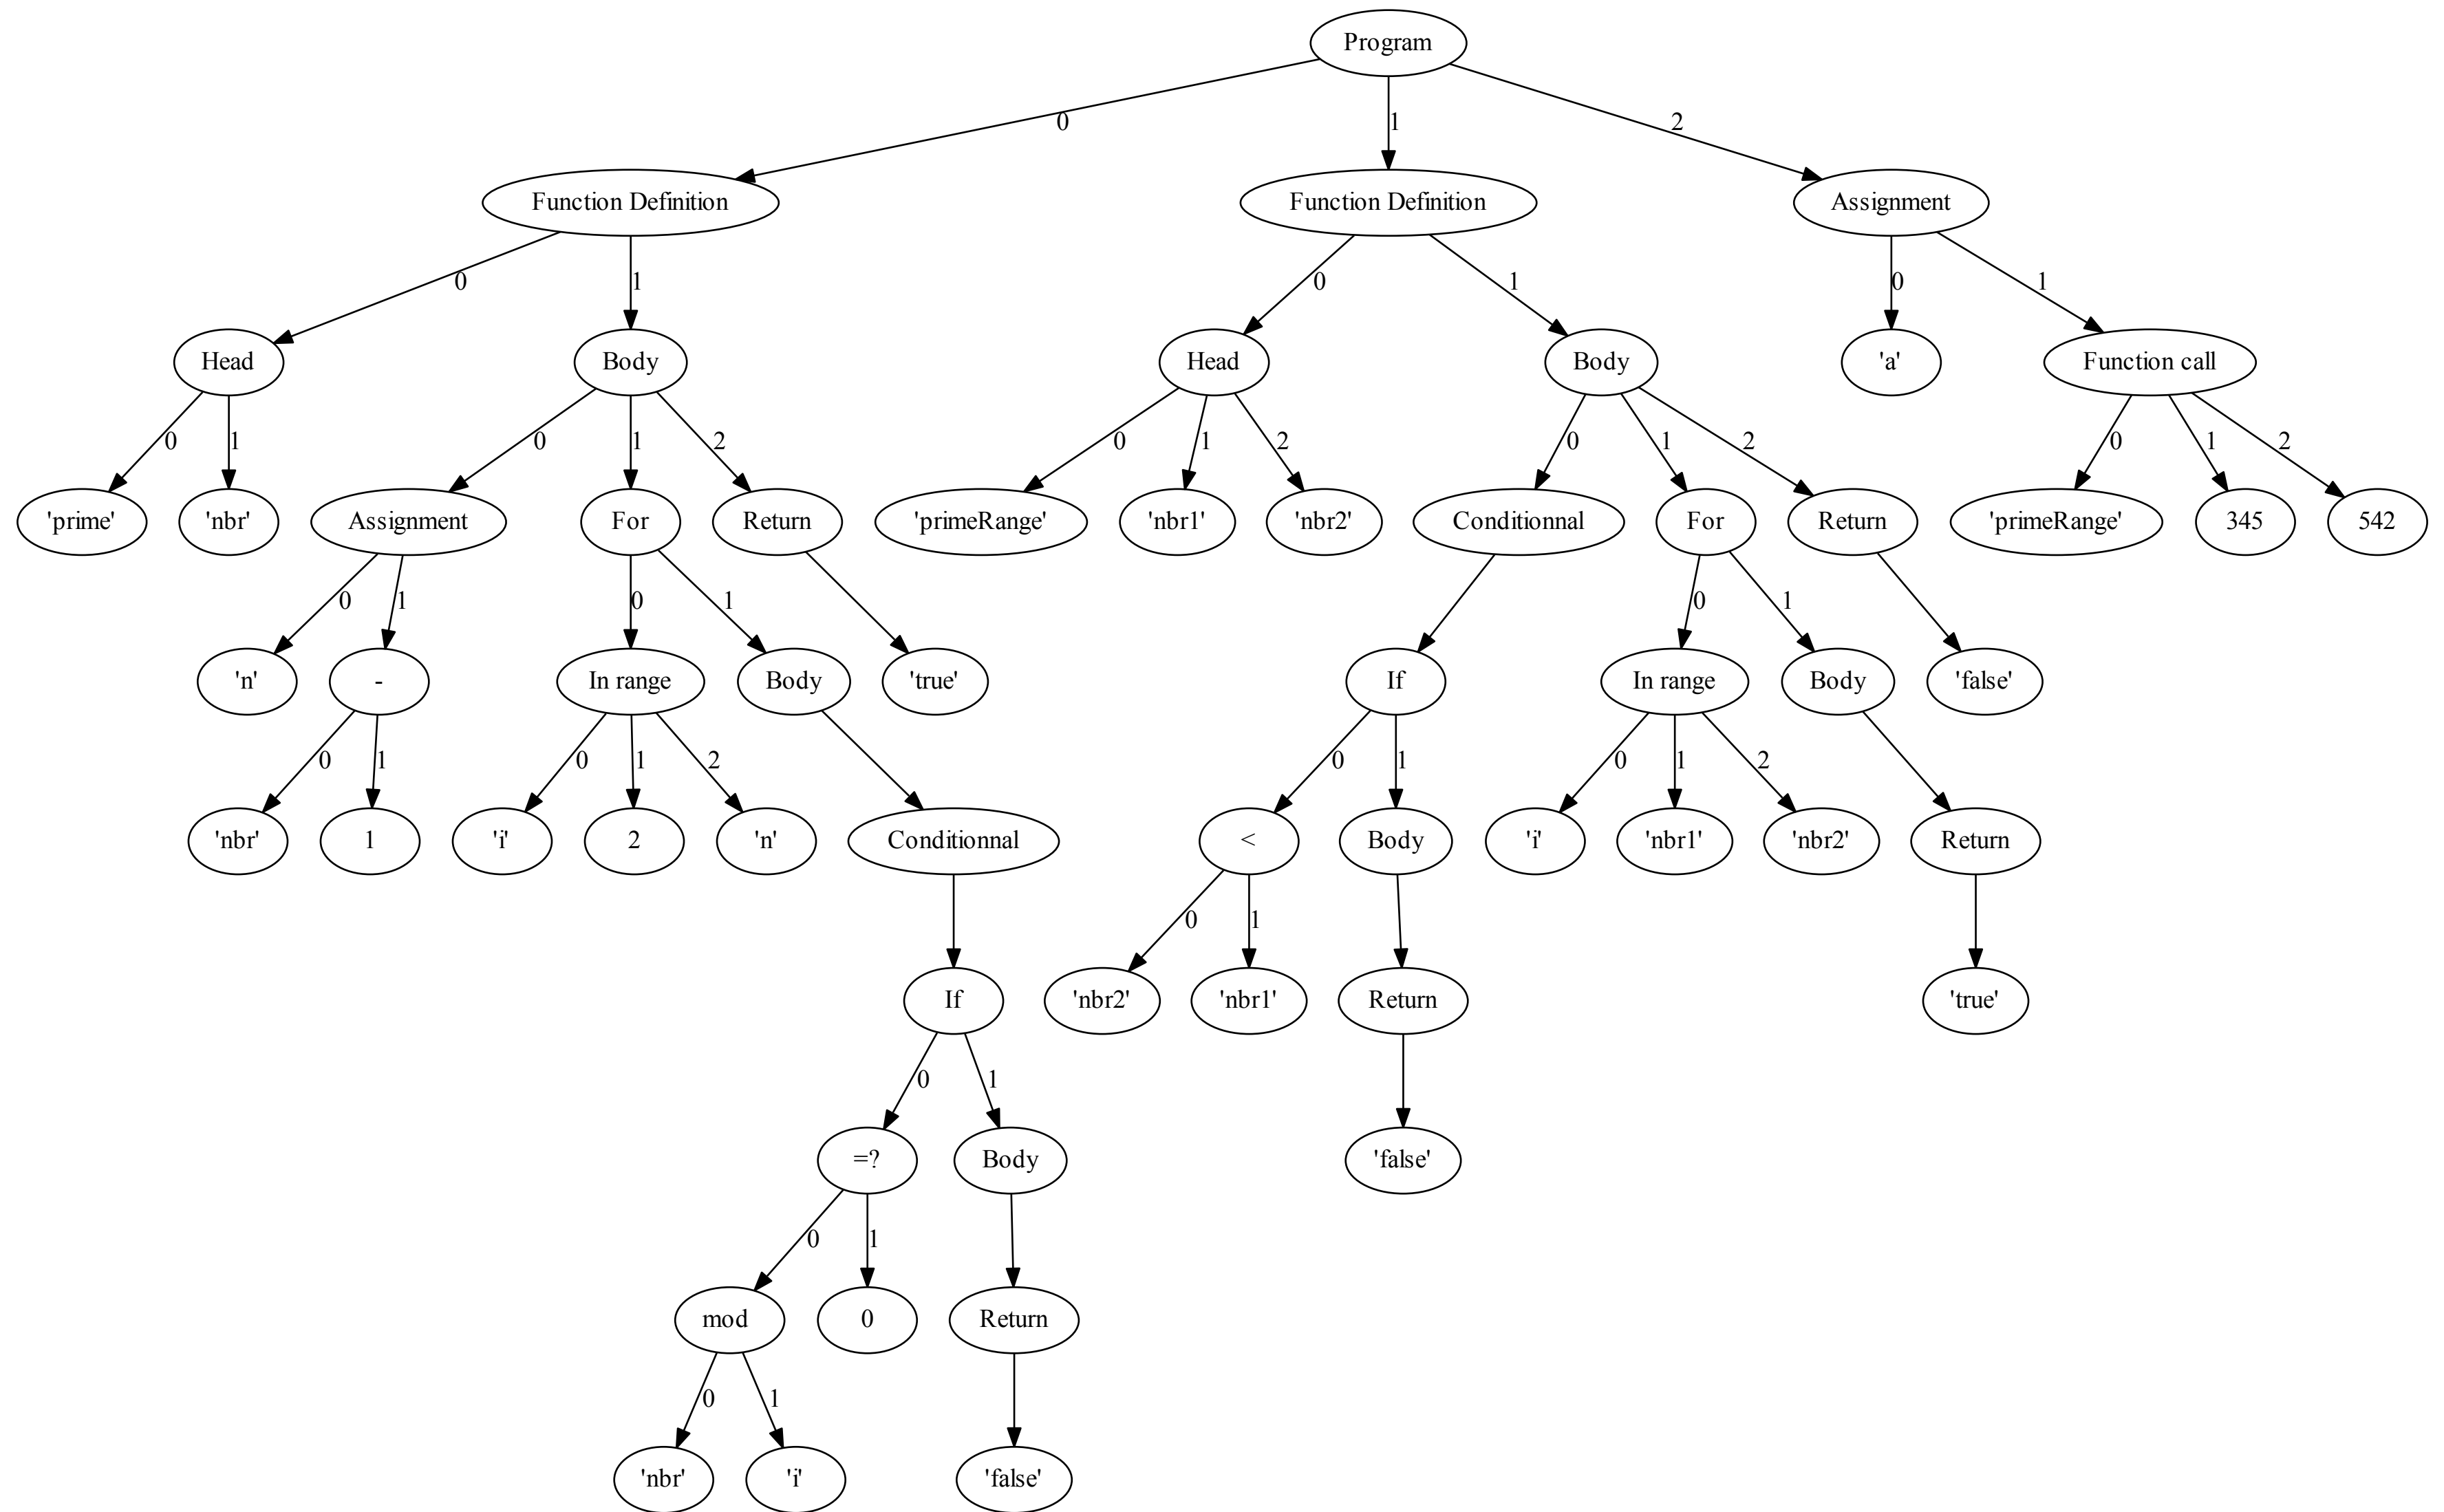 Program
0 1 2
Function Definition Function Definition Assignment
0 1 0 1 0 1
Head Body Head Body 'a' Function call
0 1 0 1 2 0 1 2 0 1 2 0 1 2
'prime' 'nbr' Assignment For Return 'primeRange' 'nbr1' 'nbr2' Conditionnal For Return 'primeRange' 345 542
0 1 0 1 0 1
'n' - In range Body 'true' If In range Body 'false'
0 1 0 1 2 0 1 0 1 2
'nbr' 1 'i' 2 'n' Conditionnal < Body 'i' 'nbr1' 'nbr2' Return
0 1
If 'nbr2' 'nbr1' Return 'true'
0 1
=? Body 'false'
0 1
mod 0 Return
0 1
'nbr' 'i' 'false'